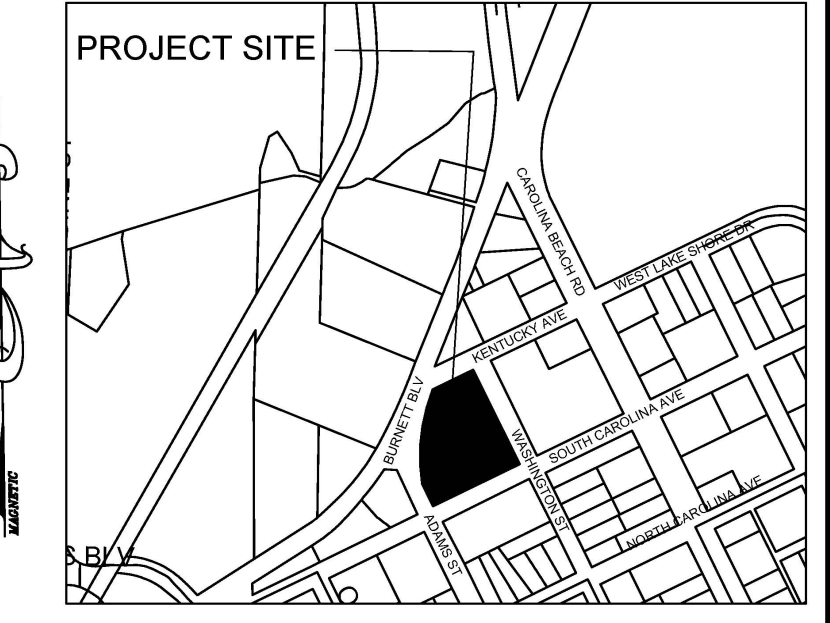 PROJECT SITE
CAROLINA BEACH RD
WEST LAKE SHORE DR
KENTUCKY AVE
BURNETT BLV
SOUTH CAROLINA AVE
WASHINGTON ST
NORTH CAROLINA AVE
ADAMS ST
S BLV
MAGNETIC